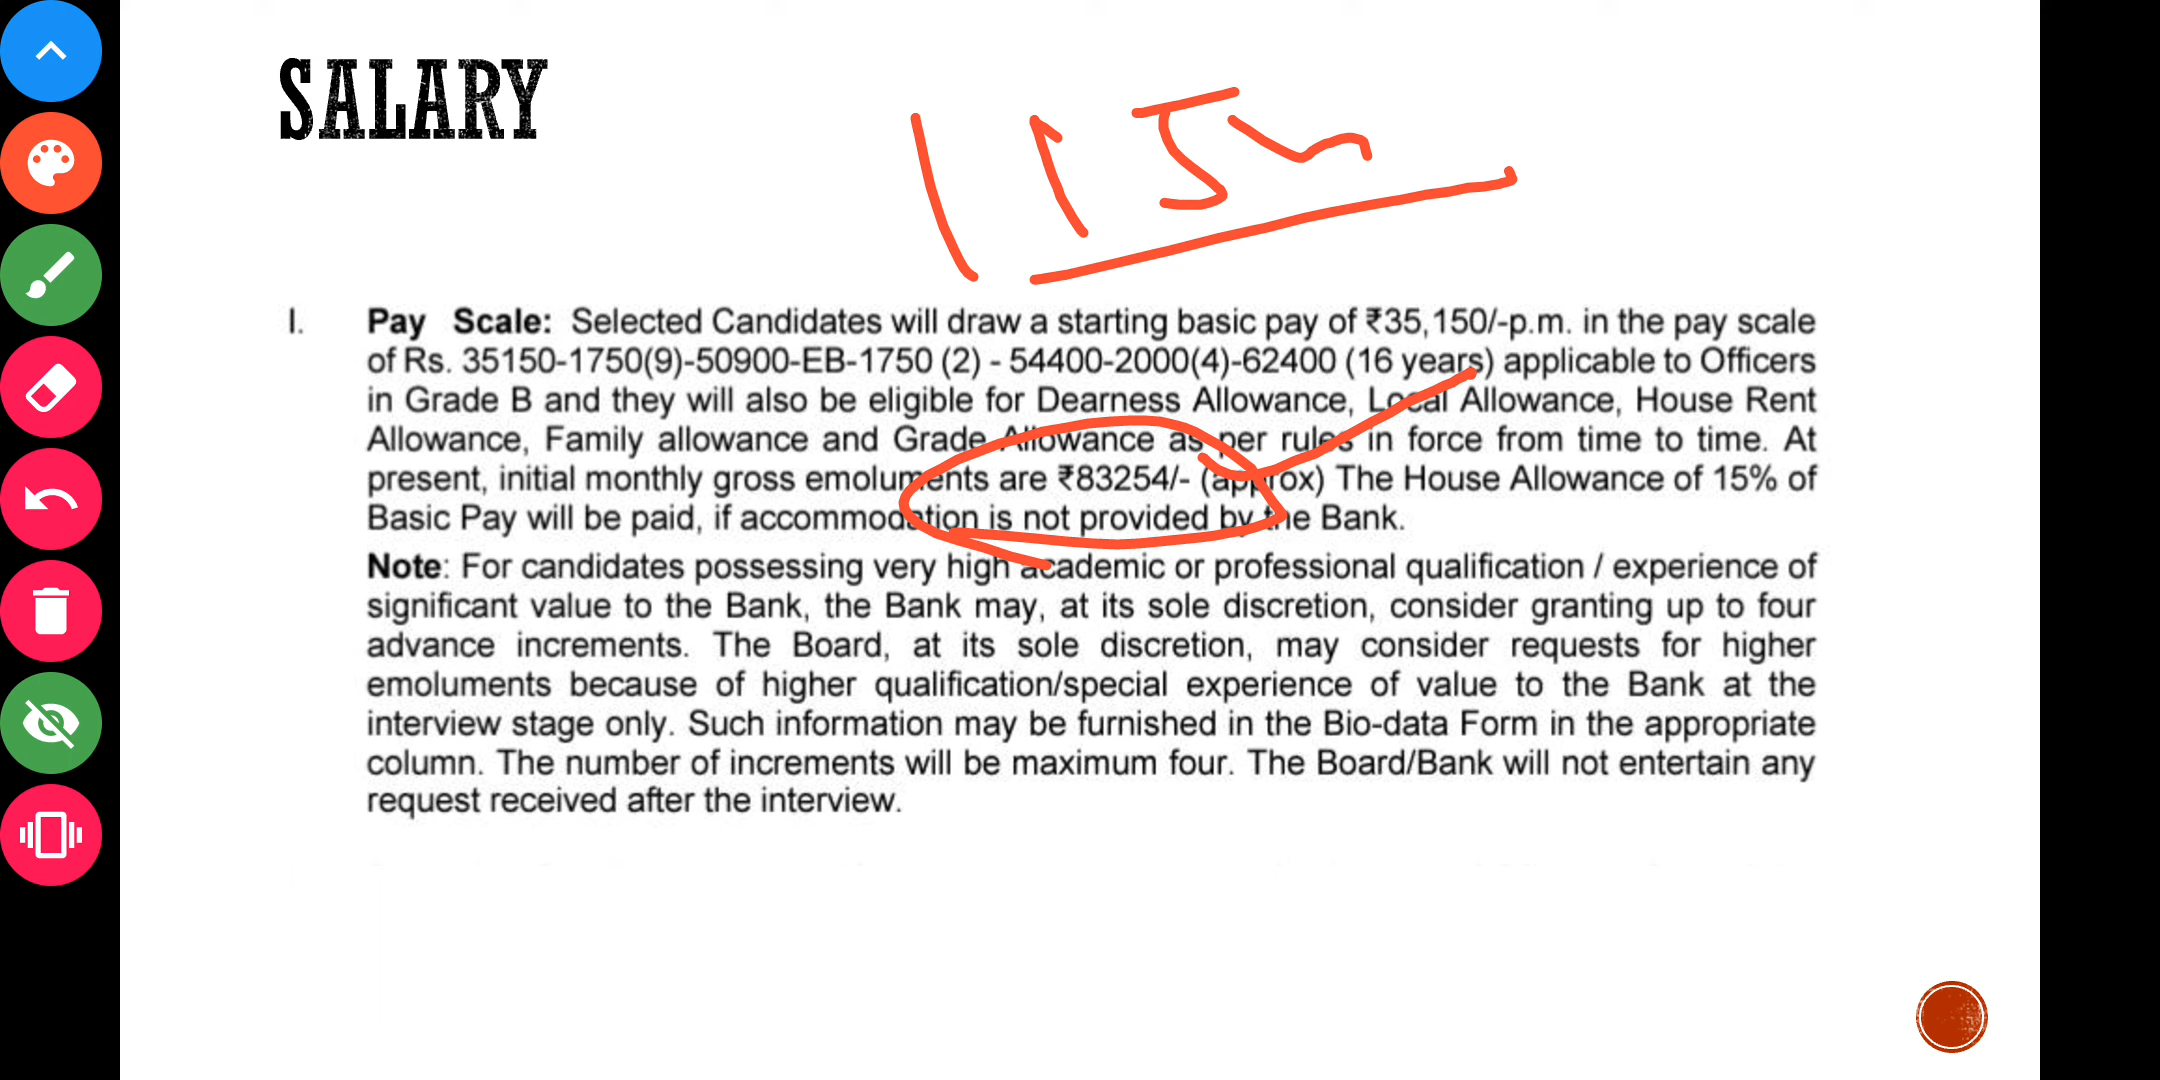 SALARY
115
I. Pay Scale: Selected Candidates will draw a starting basic pay of ₹35,150/-p.m. in the pay scale
of Rs. 35150-1750(9)-50900-EB-1750 (2) - 54400-2000(4)-62400 (16 years) applicable to Officers
in Grade B and they will also be eligible for Dearness Allowance, Local Allowance, House Rent
Allowance, Family allowance and Grade Allowance as per rules in force from time to time. At
present, initial monthly gross emoluments are ₹83254/- (approx) The House Allowance of 15% of
Basic Pay will be paid, if accommodation is not provided by the Bank.
Note: For candidates possessing very high academic or professional qualification / experience of
significant value to the Bank, the Bank may, at its sole discretion, consider granting up to four
advance increments. The Board, at its sole discretion, may consider requests for higher
emoluments because of higher qualification/special experience of value to the Bank at the
interview stage only. Such information may be furnished in the Bio-data Form in the appropriate
column. The number of increments will be maximum four. The Board/Bank will not entertain any
request received after the interview.